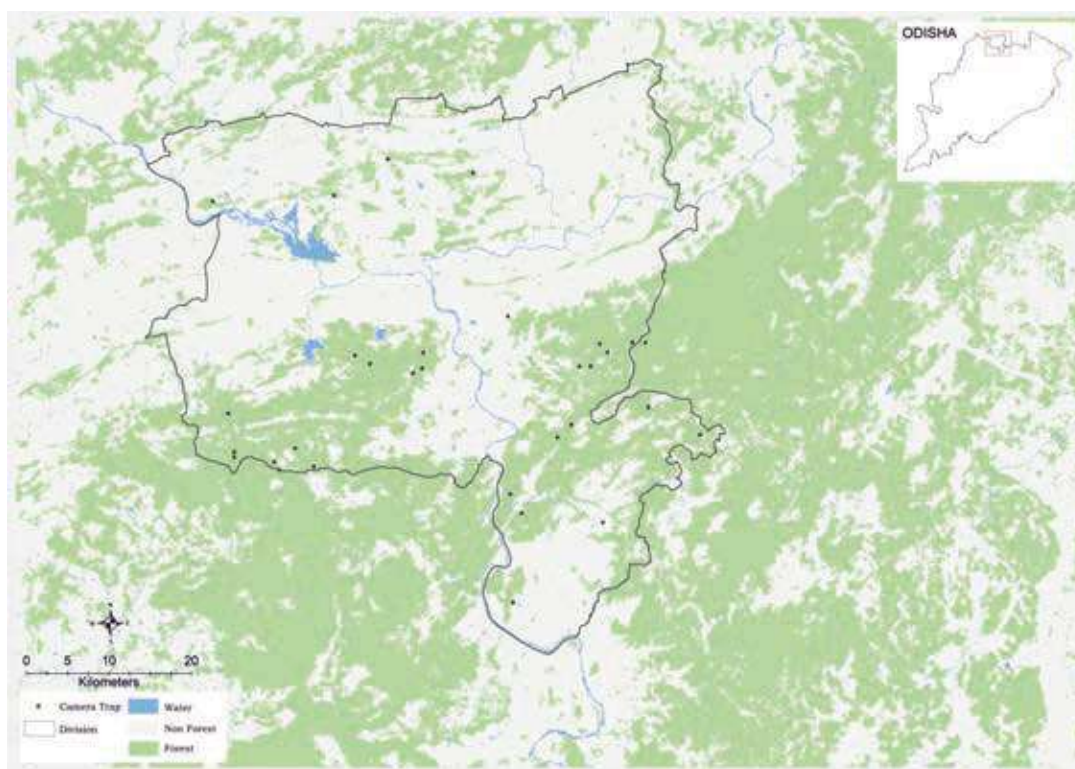 ODISHA
0 5 10 20
Kilometers
Camera Trap
Water
Division
Non Forest
Forest